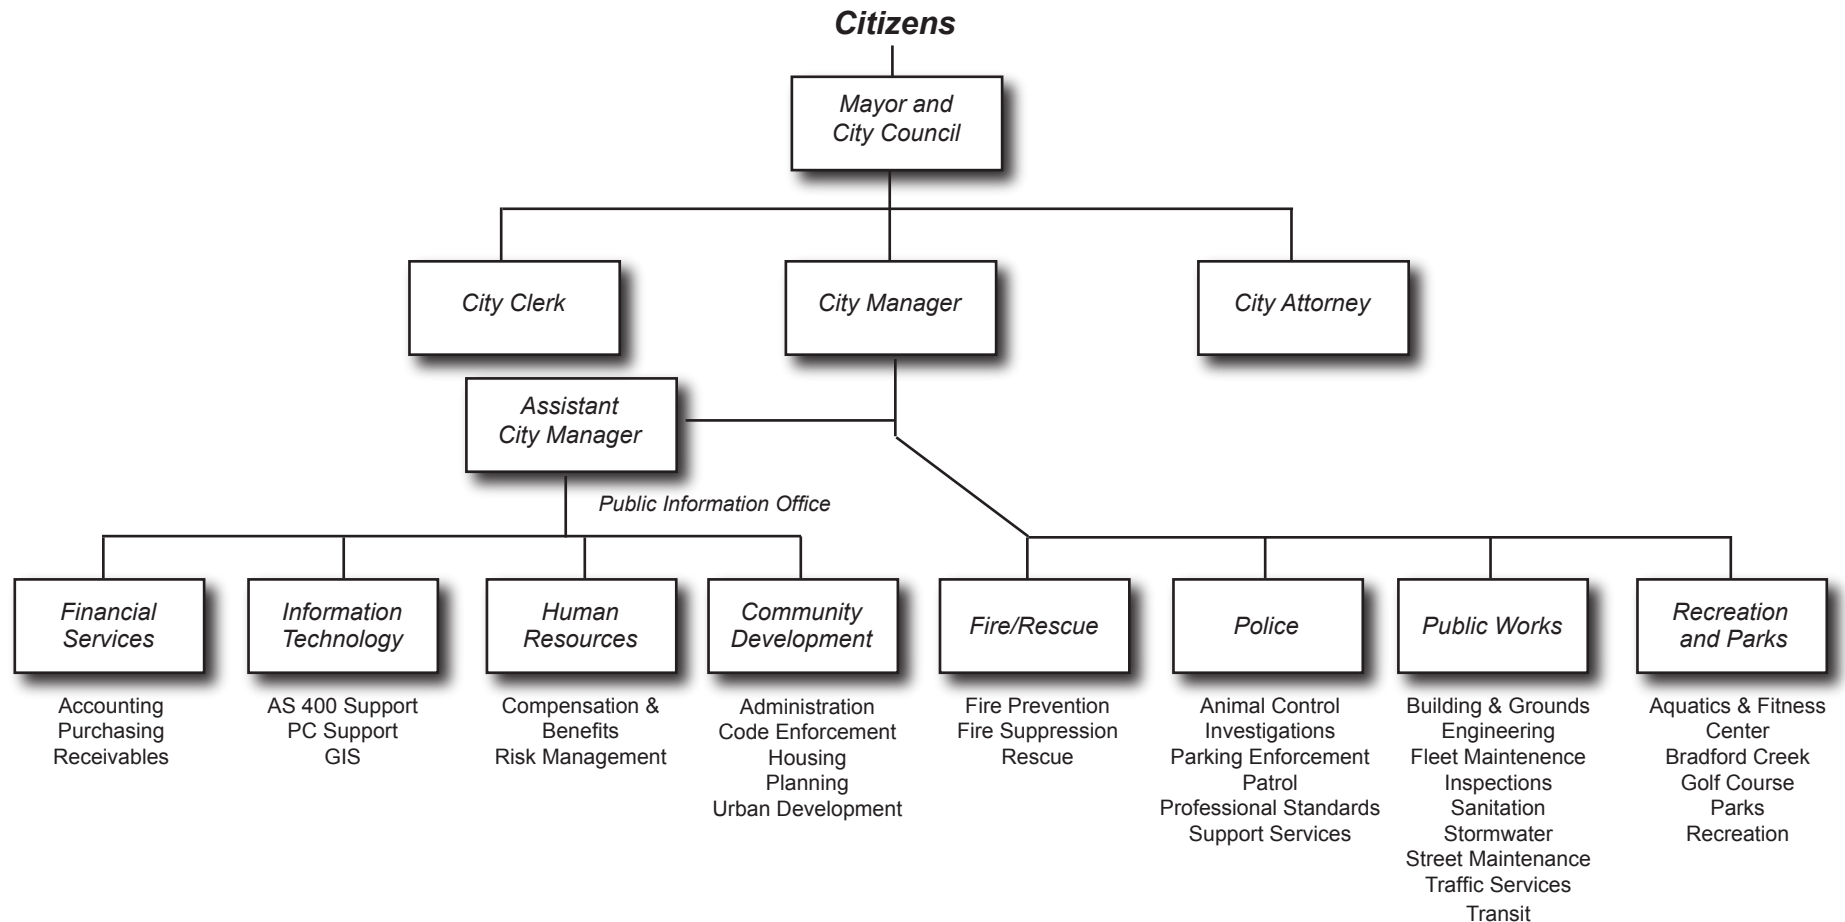 Citizens
Mayor and
City Council
City Clerk
City Manager
City Attorney
Assistant
City Manager
Public Information Office
Financial
Services
Information
Technology
Human
Resources
Community
Development
Fire/Rescue
Police
Public Works
Recreation
and Parks
Accounting
Purchasing
Receivables
AS 400 Support
PC Support
GIS
Compensation &
Benefits
Risk Management
Administration
Code Enforcement
Housing
Planning
Urban Development
Fire Prevention
Fire Suppression
Rescue
Animal Control
Investigations
Parking Enforcement
Patrol
Professional Standards
Support Services
Building & Grounds
Engineering
Fleet Maintenence
Inspections
Sanitation
Stormwater
Street Maintenance
Traffic Services
Transit
Aquatics & Fitness
Center
Bradford Creek
Golf Course
Parks
Recreation